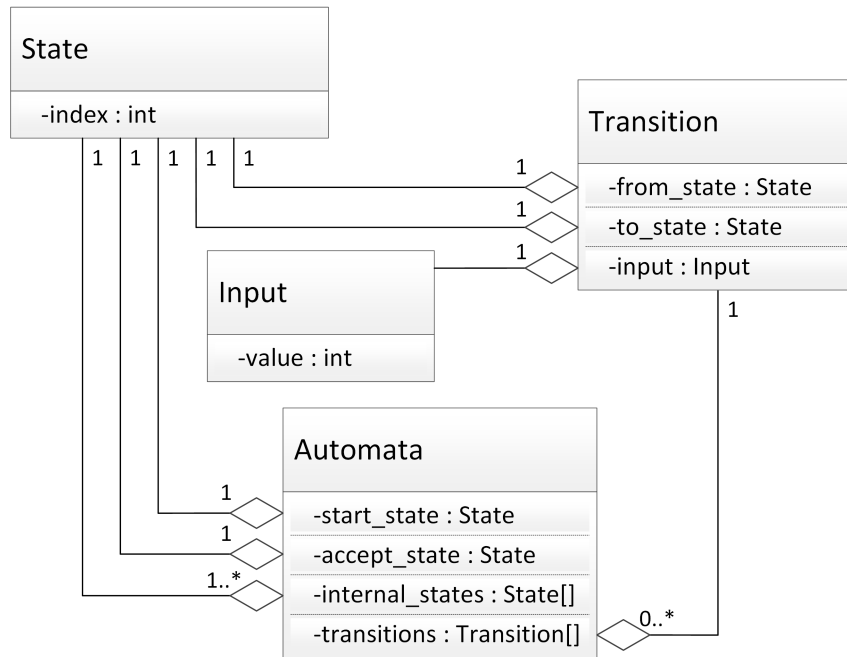 State
-index : int
1 1 1 1 1
Transition
-from_state : State
-to_state : State
-input : Input
1
1
1
1
Input
-value : int
Automata
-start_state : State
-accept_state : State
-internal_states : State[]
-transitions : Transition[]
1
1
1..*
0..*